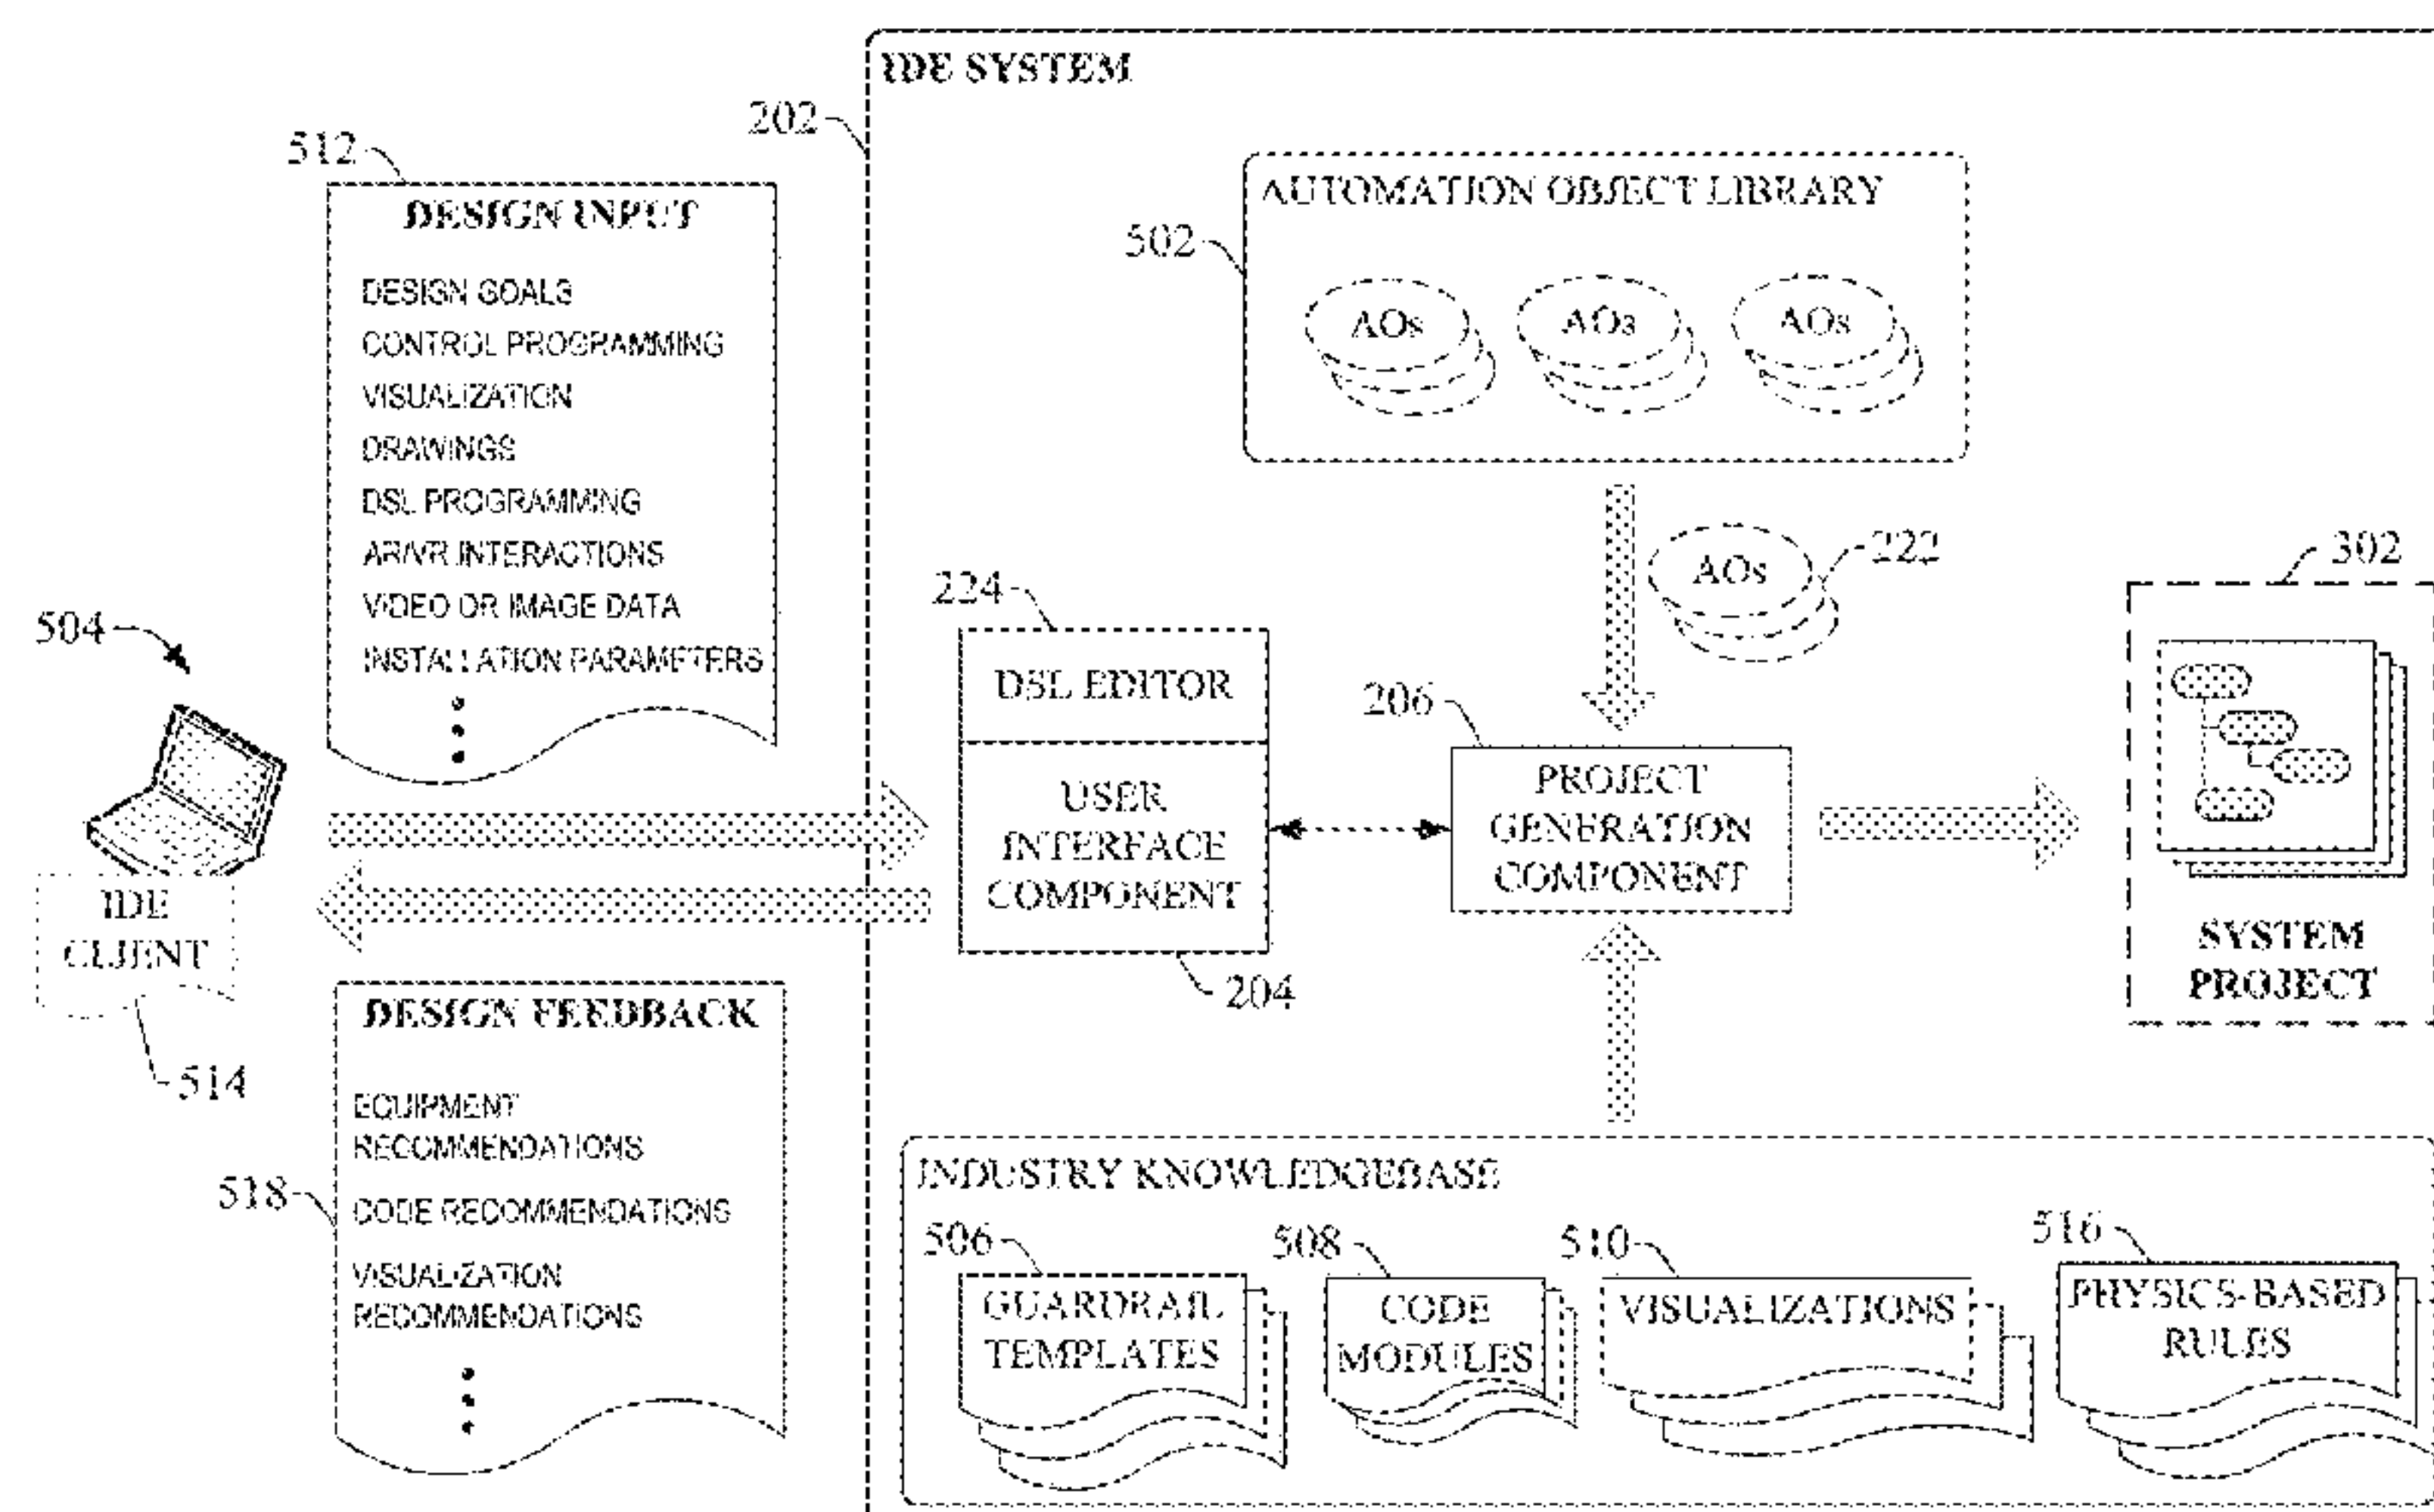 IDE SYSTEM
202
512
DESIGN INPUT
DESIGN GOALS
CONTROL PROGRAMMING
VISUALIZATION
DRAWINGS
DSL PROGRAMMING
AR/VR INTERACTIONS
VIDEO OR IMAGE DATA
INSTALLATION PARAMETERS
AUTOMATION OBJECT LIBRARY
502
AOs
AOs
AOs
AOs
222
504
IDE
CLIENT
514
224
DSL EDITOR
USER
INTERFACE
COMPONENT
204
206
PROJECT
GENERATION
COMPONENT
302
SYSTEM
PROJECT
DESIGN FEEDBACK
518
EQUIPMENT
RECOMMENDATIONS
CODE RECOMMENDATIONS
VISUALIZATION
RECOMMENDATIONS
INDUSTRY KNOWLEDGEBASE
506
GUARDRAIL
TEMPLATES
508
CODE
MODULES
510
VISUALIZATIONS
516
PHYSICS-BASED
RULES